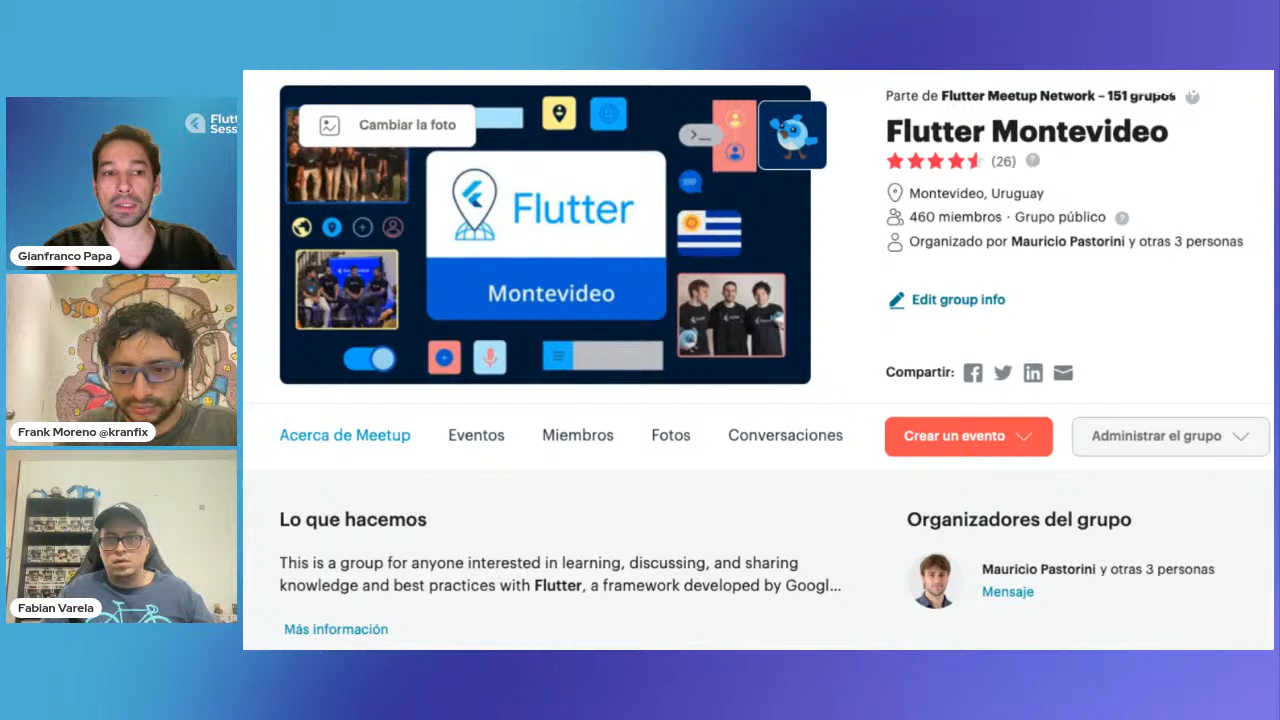 Flutt
Sess
Gianfranco Papa
Frank Moreno @kranfix
Fabian Varela
Cambiar la foto
Flutter
Montevideo
Parte de Flutter Meetup Network – 151 grupos
Flutter Montevideo
(26)
Montevideo, Uruguay
460 miembros · Grupo público
Organizado por Mauricio Pastorini y otras 3 personas
Edit group info
Compartir:
Acerca de Meetup
Eventos
Miembros
Fotos
Conversaciones
Crear un evento
Administrar el grupo
Lo que hacemos
This is a group for anyone interested in learning, discussing, and sharing
knowledge and best practices with Flutter, a framework developed by Googl...
Más información
Organizadores del grupo
Mauricio Pastorini y otras 3 personas
Mensaje